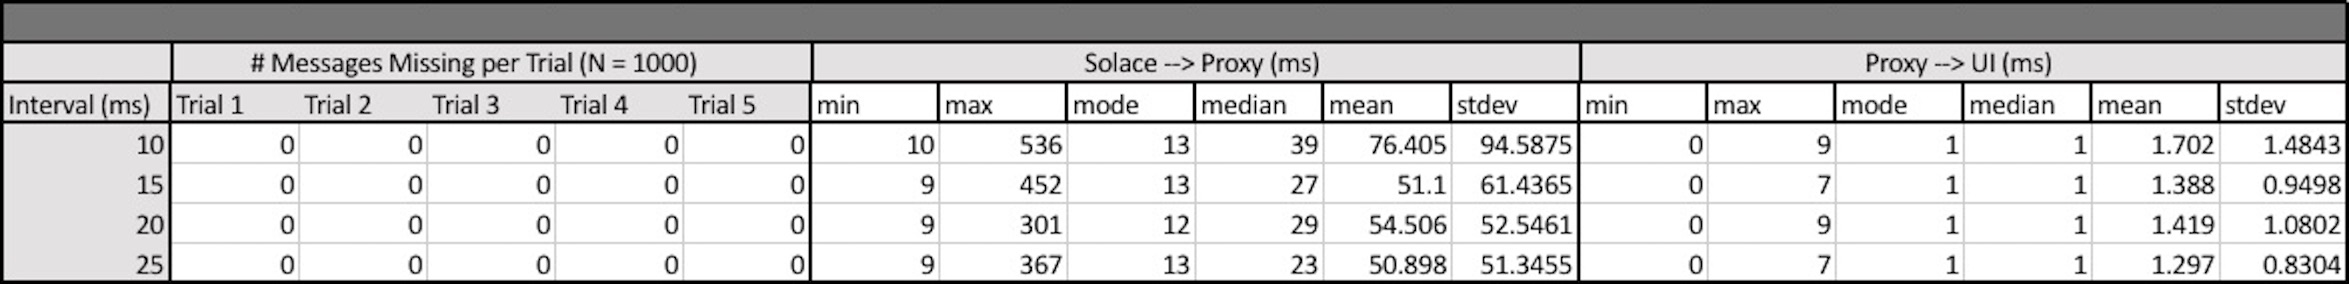 # Messages Missing per Trial (N = 1000) Solace --> Proxy (ms) Proxy --> UI (ms)
Interval (ms) Trial 1 Trial 2 Trial 3 Trial 4 Trial 5 min max mode median mean stdev min max mode median mean stdev
10 0 0 0 0 0 10 536 13 39 76.405 94.5875 0 9 1 1 1.702 1.4843
15 0 0 0 0 0 9 452 13 27 51.1 61.4365 0 7 1 1 1.388 0.9498
20 0 0 0 0 0 9 301 12 29 54.506 52.5461 0 9 1 1 1.419 1.0802
25 0 0 0 0 0 9 367 13 23 50.898 51.3455 0 7 1 1 1.297 0.8304